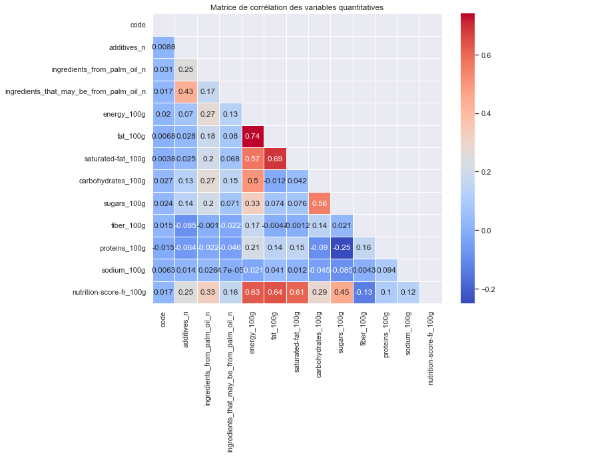 Matrice de corrélation des variables quantitatives
code
additives_n 0.0088
ingredients_from_palm_oil_n 0.031 0.25
ingredients_that_may_be_from_palm_oil_n 0.017 0.43 0.17
energy_100g 0.02 0.07 0.27 0.13
fat_100g 0.0068 0.028 0.18 0.08 0.74
saturated-fat_100g 0.0038 0.025 0.2 0.068 0.57 0.69
carbohydrates_100g 0.027 0.13 0.27 0.15 0.5 -0.012 0.042
sugars_100g 0.024 0.14 0.2 0.071 0.33 0.074 0.076 0.56
fiber_100g 0.015 -0.085 -0.001 -0.022 0.17 -0.0042 -0.0012 0.14 0.021
proteins_100g -0.015 -0.064 -0.022 -0.046 0.21 0.14 0.15 -0.09 -0.25 0.16
sodium_100g 0.0063 0.014 0.026 4.7e-05 -0.021 0.041 0.012 -0.045 -0.085 0.0043 0.094
nutrition-score-fr_100g 0.017 0.25 0.33 0.16 0.63 0.64 0.61 0.29 0.45 -0.13 0.1 0.12
code
additives_n
ingredients_from_palm_oil_n
ingredients_that_may_be_from_palm_oil_n
energy_100g
fat_100g
saturated-fat_100g
carbohydrates_100g
sugars_100g
fiber_100g
proteins_100g
sodium_100g
nutrition-score-fr_100g
0.6
0.4
0.2
0.0
-0.2